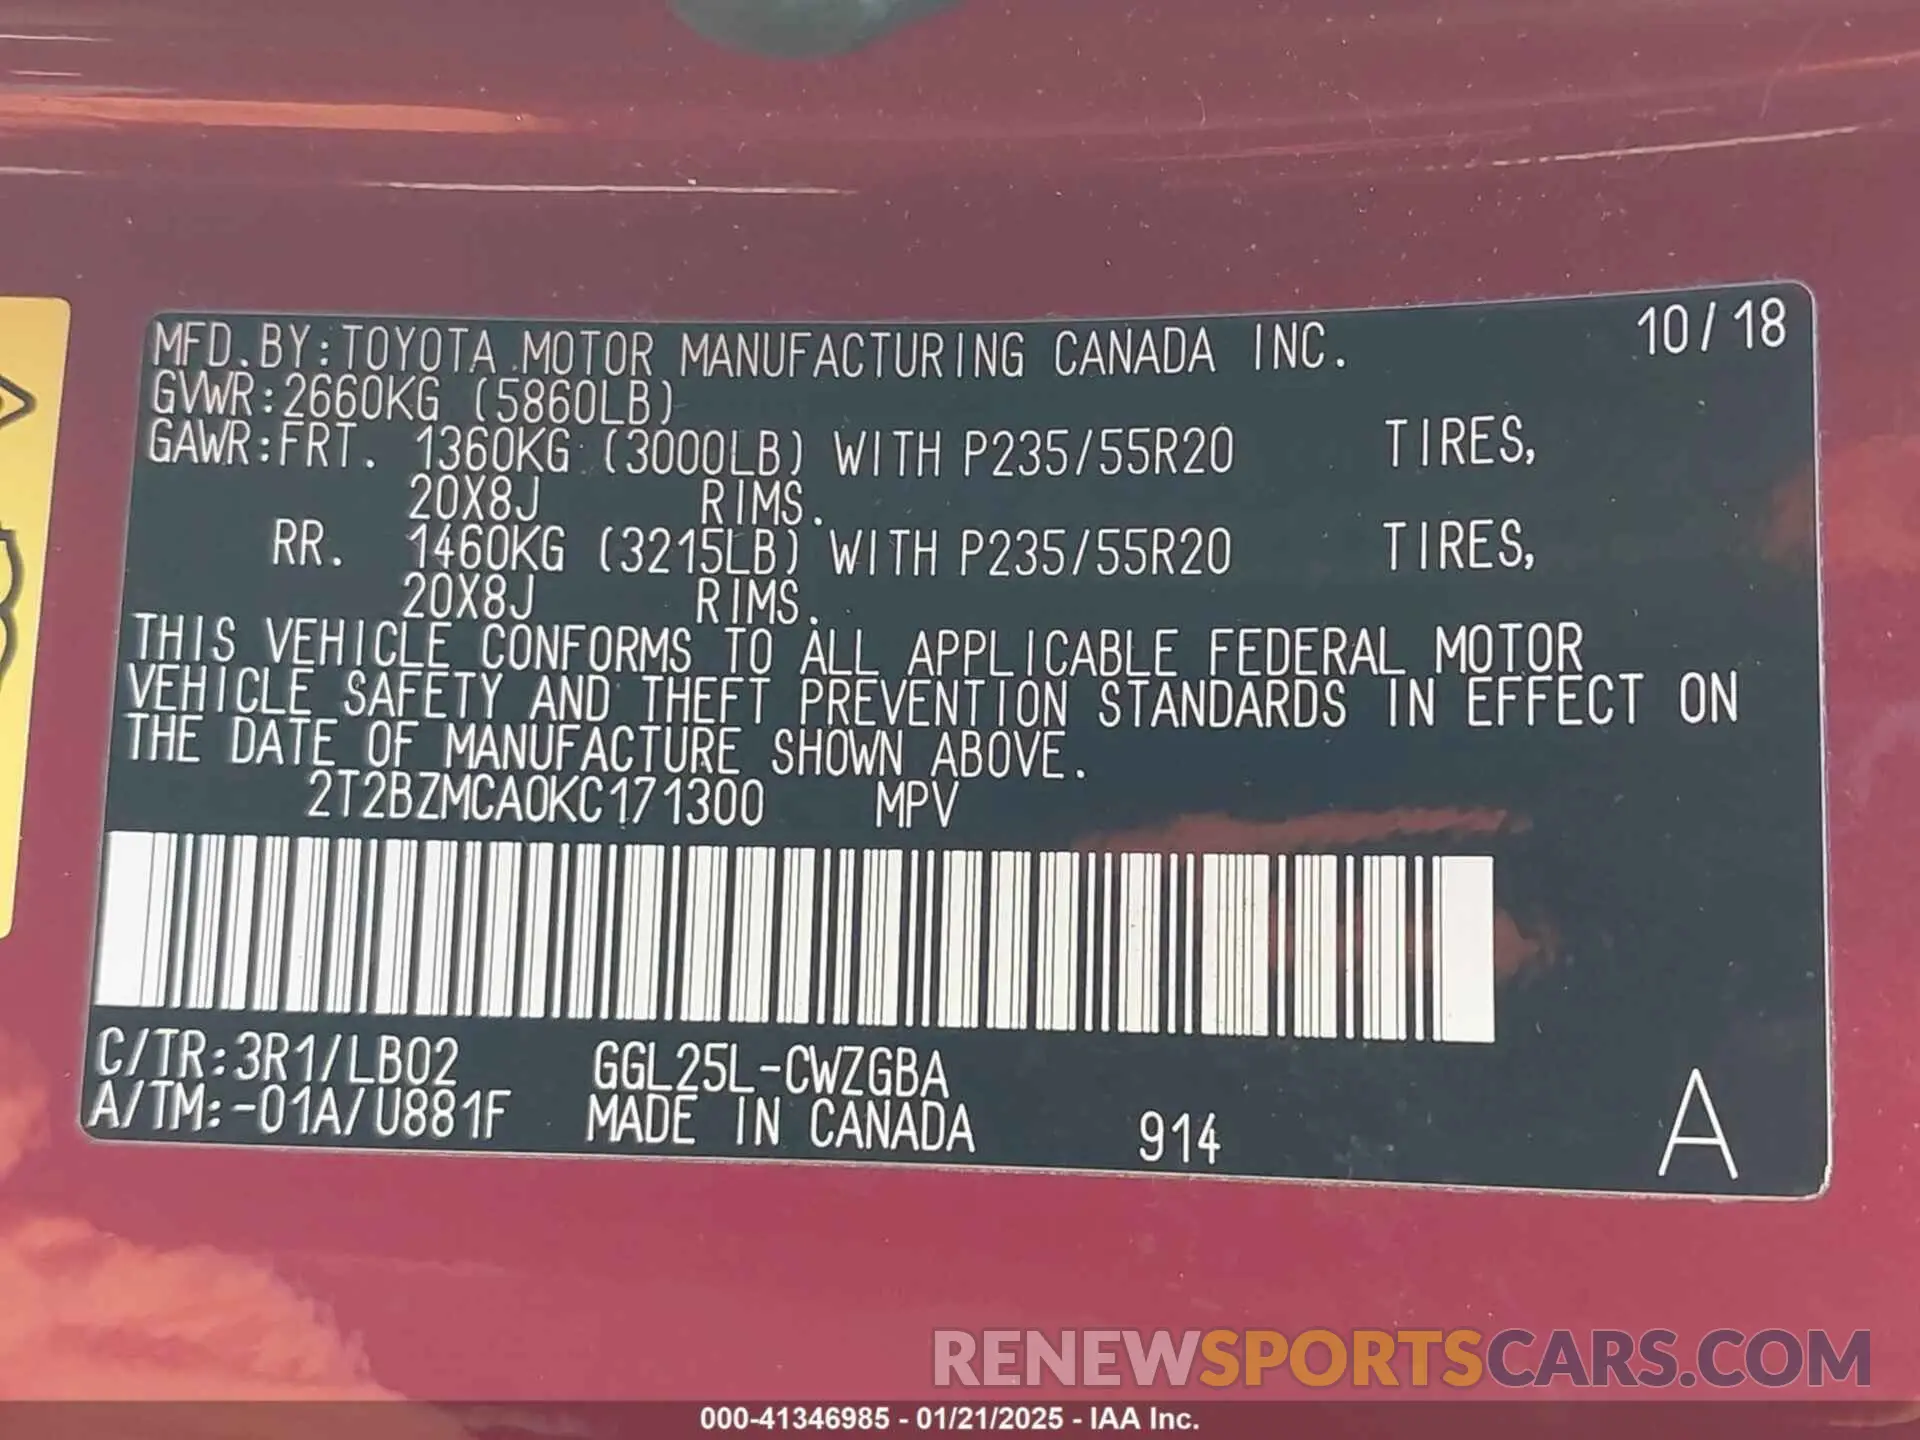 MFD.BY:TOYOTA MOTOR MANUFACTURING CANADA INC. 10/18
GVWR:2660KG (5860LB)
GAWR:FRT. 1360KG (3000LB) WITH P235/55R20 TIRES,
20X8J RIMS.
RR. 1460KG (3215LB) WITH P235/55R20 TIRES,
20X8J RIMS.
THIS VEHICLE CONFORMS TO ALL APPLICABLE FEDERAL MOTOR
VEHICLE SAFETY AND THEFT PREVENTION STANDARDS IN EFFECT ON
THE DATE OF MANUFACTURE SHOWN ABOVE.
2T2BZMCA0KC171300 MPV
C/TR:3R1/LB02 GGL25L-CWZGBA
A/TM:-01A/U881F MADE IN CANADA 914 A
RENEWSPORTSCARS.COM
000-41346985 - 01/21/2025 - IAA Inc.